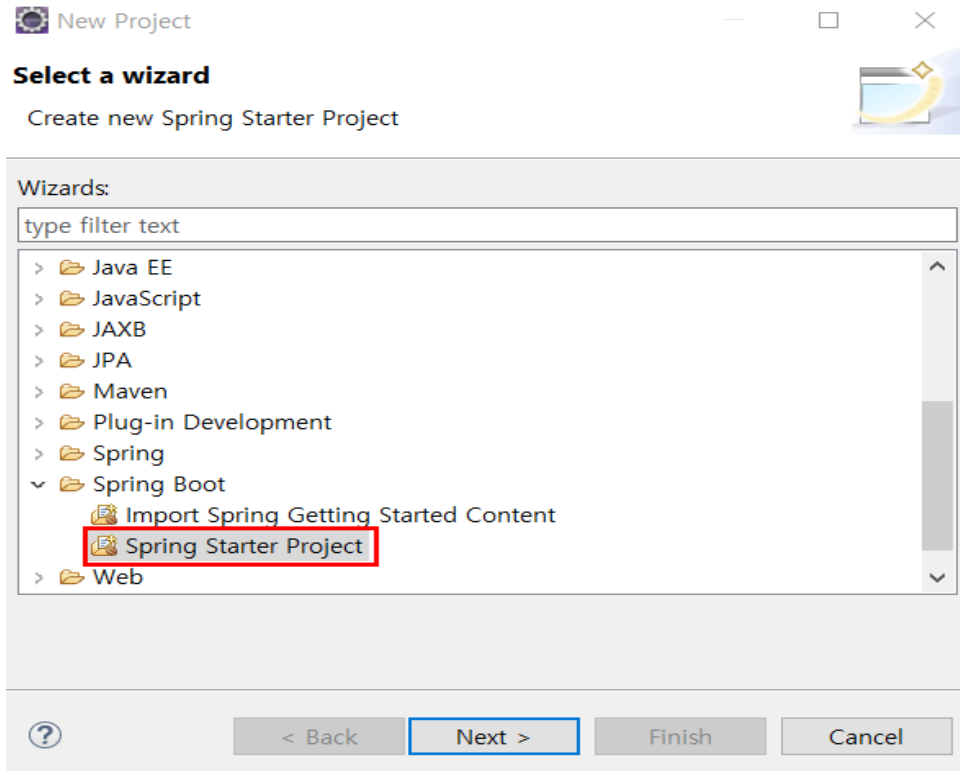 New Project
Select a wizard
Create new Spring Starter Project
Wizards:
type filter text
Java EE
JavaScript
JAXB
JPA
Maven
Plug-in Development
Spring
Spring Boot
Import Spring Getting Started Content
Spring Starter Project
Web
?
< Back
Next >
Finish
Cancel